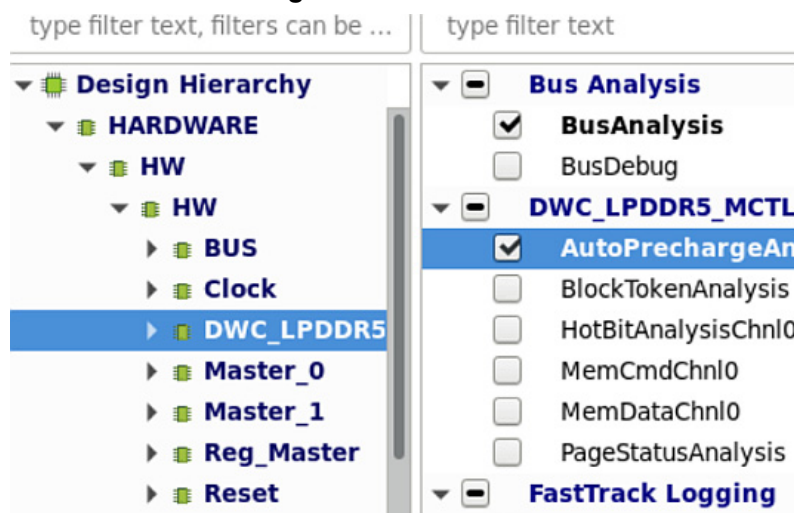 type filter text, filters can be ...
Design Hierarchy
HARDWARE
HW
HW
BUS
Clock
DWC_LPDDR5
Master_0
Master_1
Reg_Master
Reset
type filter text
Bus Analysis
BusAnalysis
BusDebug
DWC_LPDDR5_MCTL
AutoPrechargeAn
BlockTokenAnalysis
HotBitAnalysisChnl0
MemCmdChnl0
MemDataChnl0
PageStatusAnalysis
FastTrack Logging